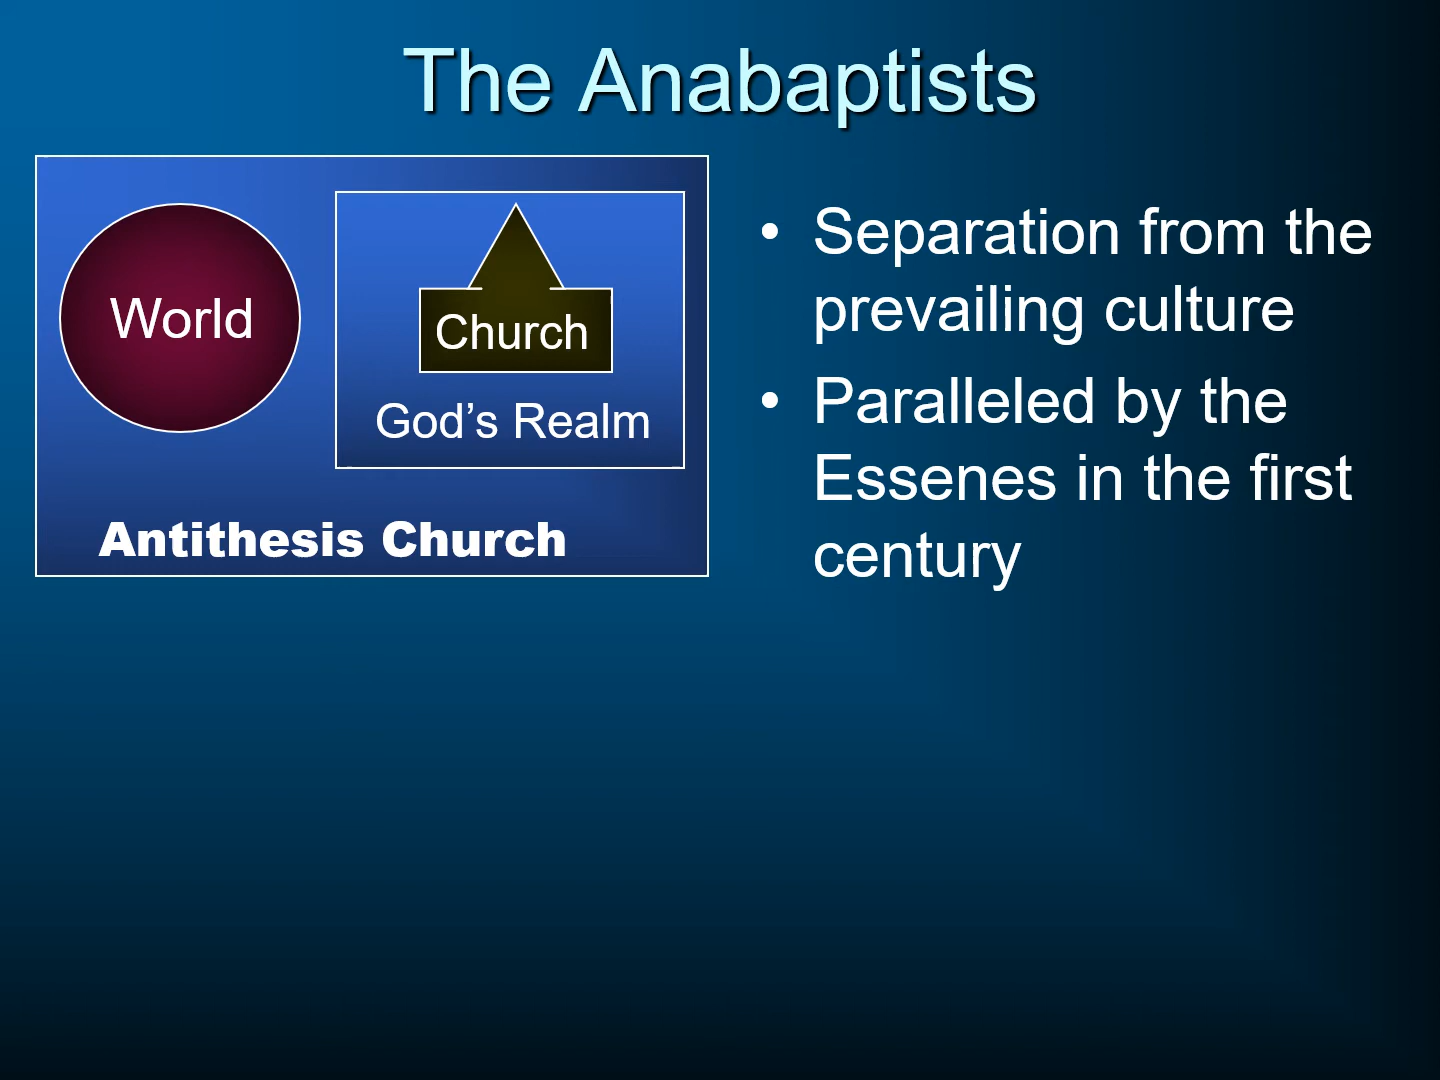 The Anabaptists
World
Church
God’s Realm
Antithesis Church
• Separation from the
prevailing culture
• Paralleled by the
Essenes in the first
century